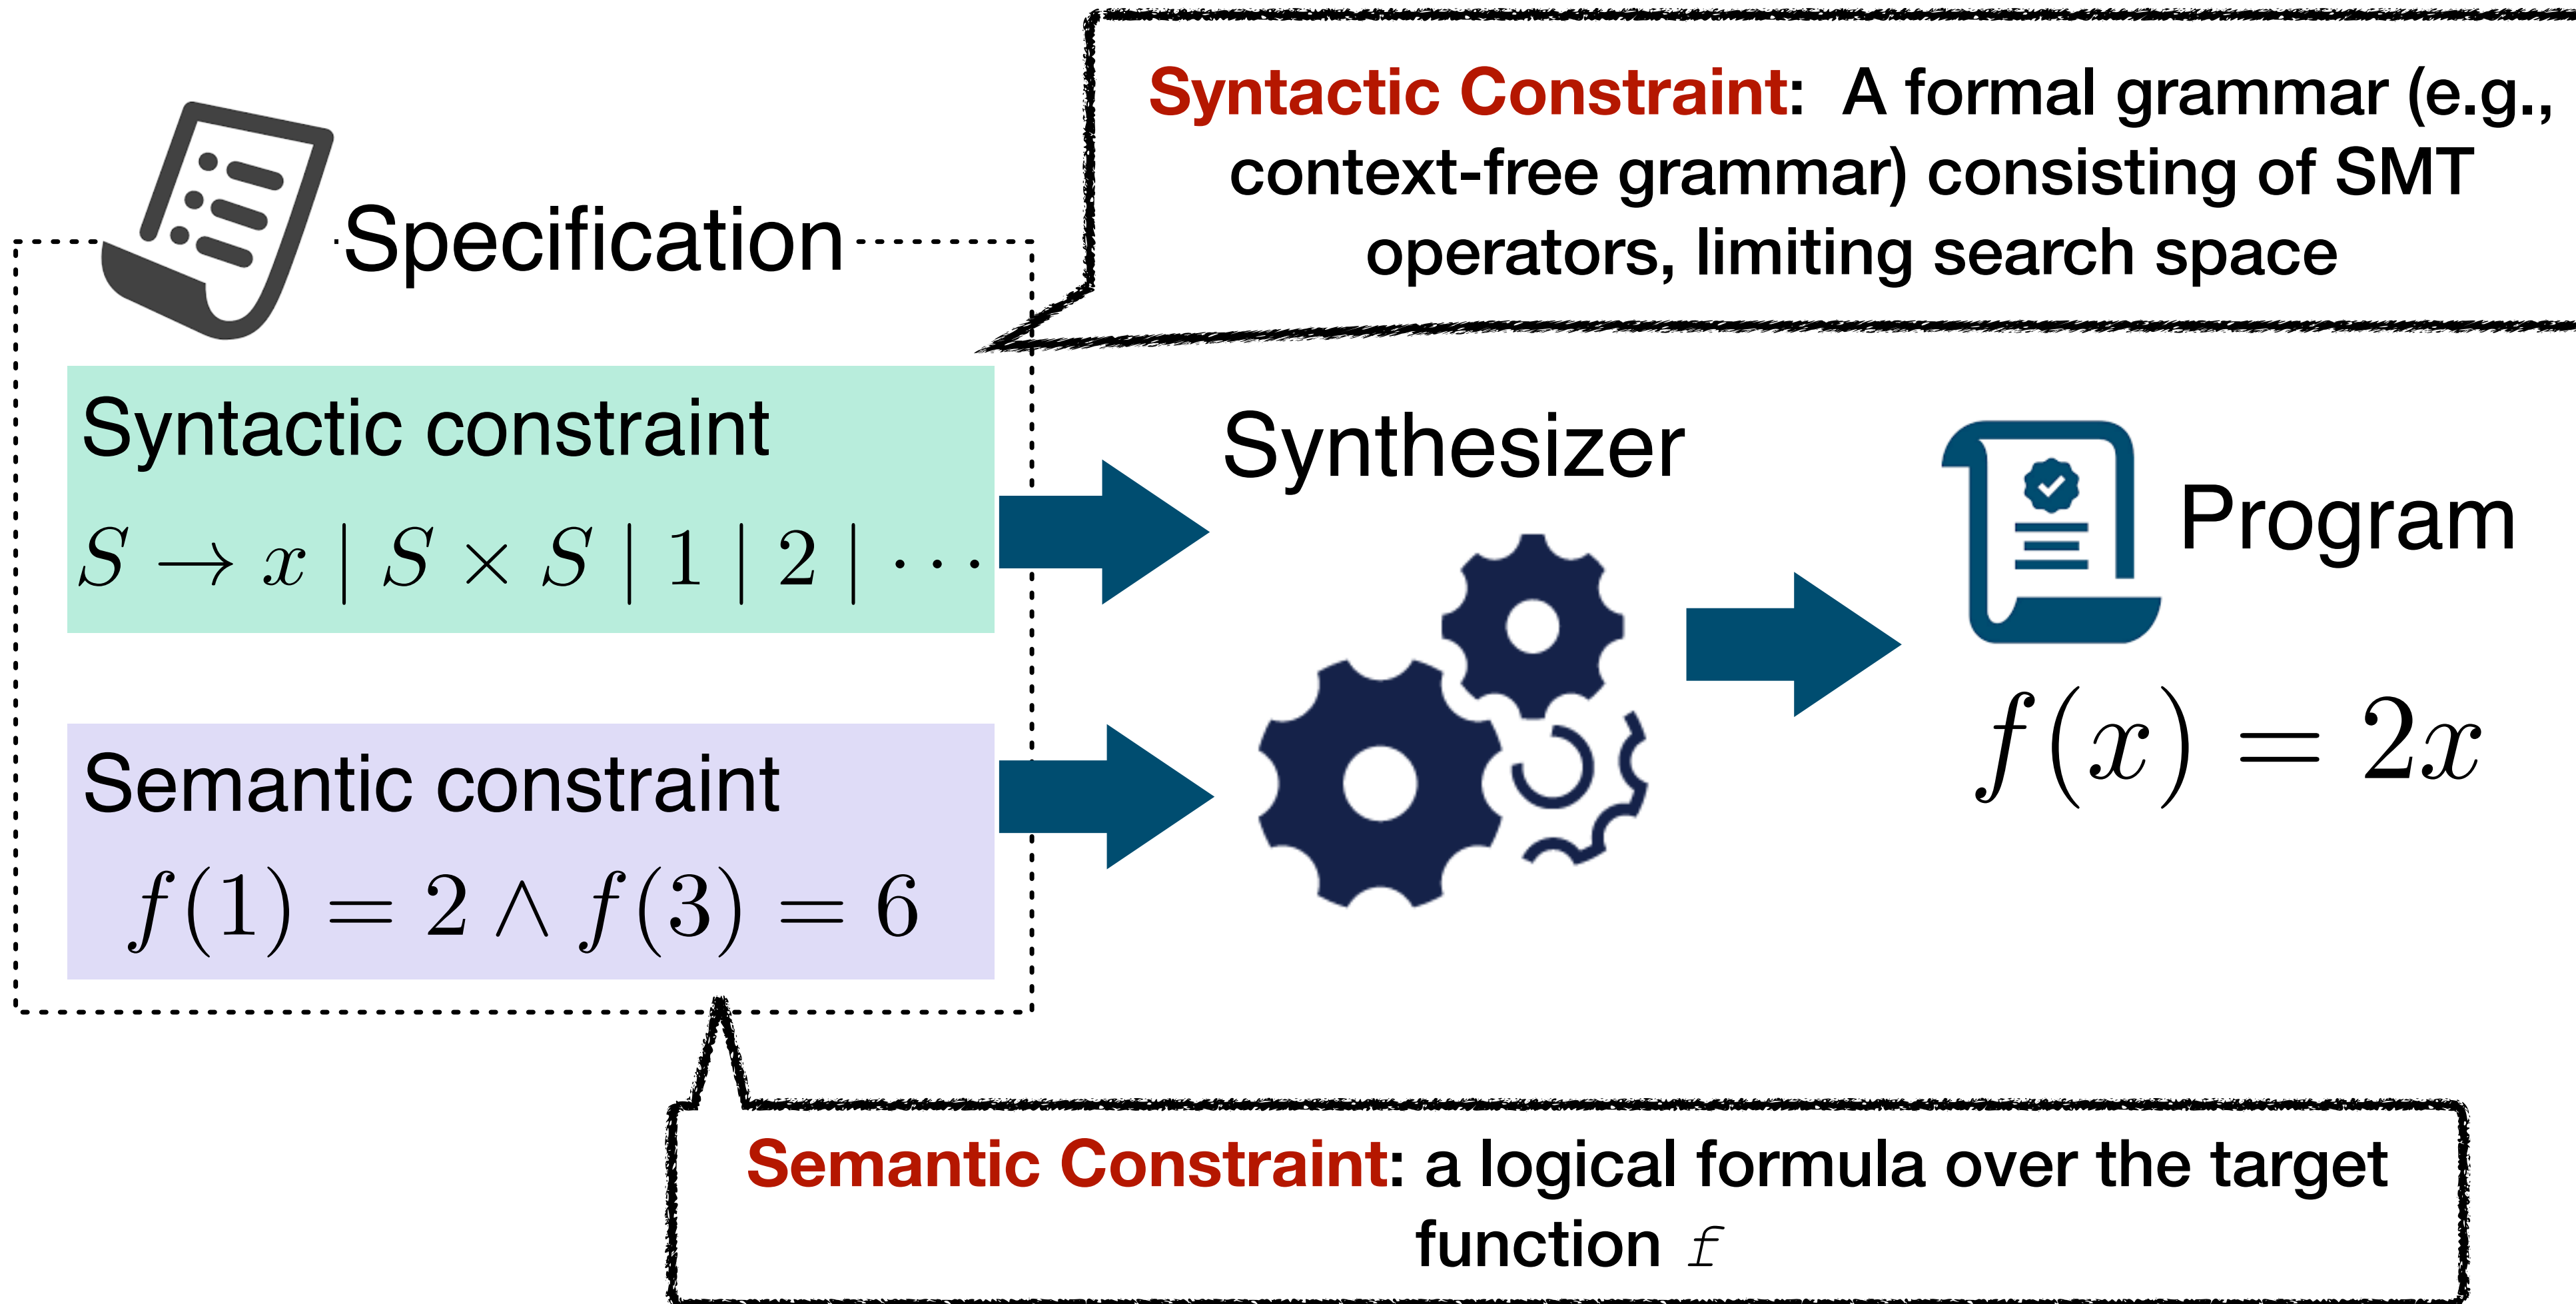 Syntactic Constraint: A formal grammar (e.g.,
context-free grammar) consisting of SMT
operators, limiting search space
Specification
Syntactic constraint
S → x | S × S | 1 | 2 | ···
Semantic constraint
f(1) = 2 ∧ f(3) = 6
Synthesizer
Program
f(x) = 2x
Semantic Constraint: a logical formula over the target
function f